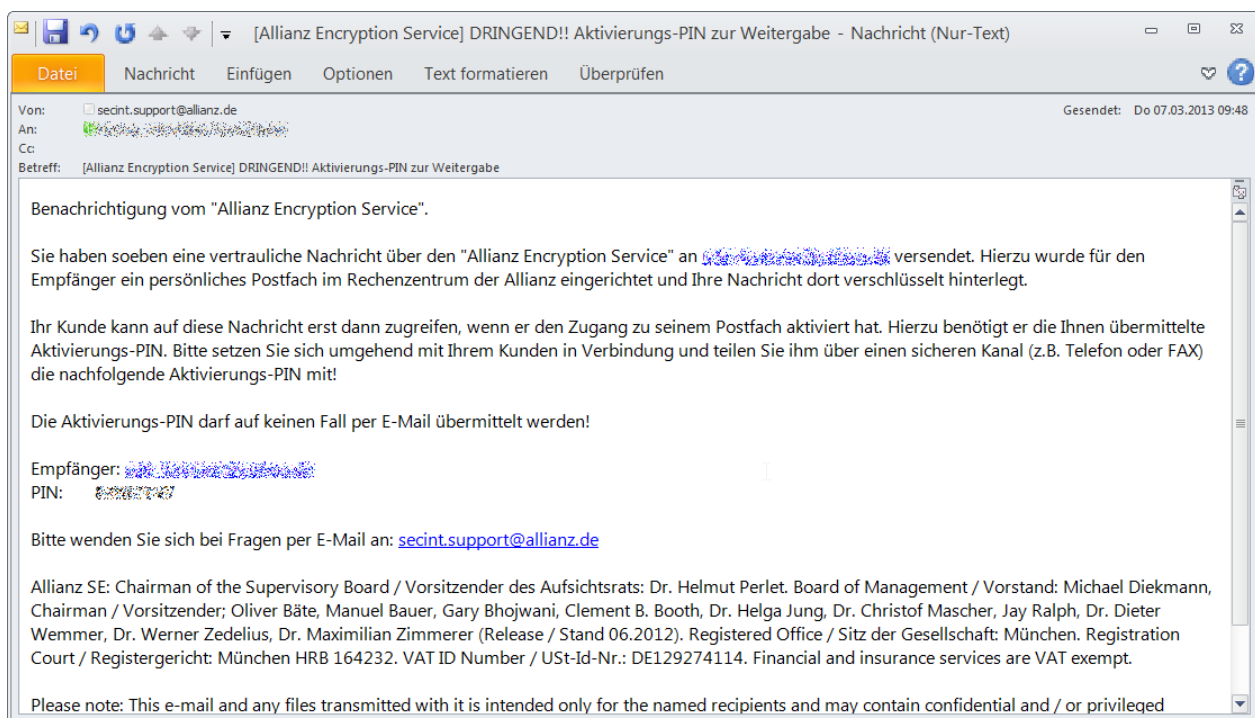 [Allianz Encryption Service] DRINGEND!! Aktivierungs-PIN zur Weitergabe - Nachricht (Nur-Text)
Datei Nachricht Einfügen Optionen Text formatieren Überprüfen
Von: secint.support@allianz.de Gesendet: Do 07.03.2013 09:48
An:
Cc:
Betreff: [Allianz Encryption Service] DRINGEND!! Aktivierungs-PIN zur Weitergabe
Benachrichtigung vom "Allianz Encryption Service".
Sie haben soeben eine vertrauliche Nachricht über den "Allianz Encryption Service" an versendet. Hierzu wurde für den
Empfänger ein persönliches Postfach im Rechenzentrum der Allianz eingerichtet und Ihre Nachricht dort verschlüsselt hinterlegt.
Ihr Kunde kann auf diese Nachricht erst dann zugreifen, wenn er den Zugang zu seinem Postfach aktiviert hat. Hierzu benötigt er die Ihnen übermittelte
Aktivierungs-PIN. Bitte setzen Sie sich umgehend mit Ihrem Kunden in Verbindung und teilen Sie ihm über einen sicheren Kanal (z.B. Telefon oder FAX)
die nachfolgende Aktivierungs-PIN mit!
Die Aktivierungs-PIN darf auf keinen Fall per E-Mail übermittelt werden!
Empfänger:
PIN:
Bitte wenden Sie sich bei Fragen per E-Mail an: secint.support@allianz.de
Allianz SE: Chairman of the Supervisory Board / Vorsitzender des Aufsichtsrats: Dr. Helmut Perlet. Board of Management / Vorstand: Michael Diekmann,
Chairman / Vorsitzender; Oliver Bäte, Manuel Bauer, Gary Bhojwani, Clement B. Booth, Dr. Helga Jung, Dr. Christof Mascher, Jay Ralph, Dr. Dieter
Wemmer, Dr. Werner Zedelius, Dr. Maximilian Zimmerer (Release / Stand 06.2012). Registered Office / Sitz der Gesellschaft: München. Registration
Court / Registergericht: München HRB 164232. VAT ID Number / USt-Id-Nr.: DE129274114. Financial and insurance services are VAT exempt.
Please note: This e-mail and any files transmitted with it is intended only for the named recipients and may contain confidential and / or privileged